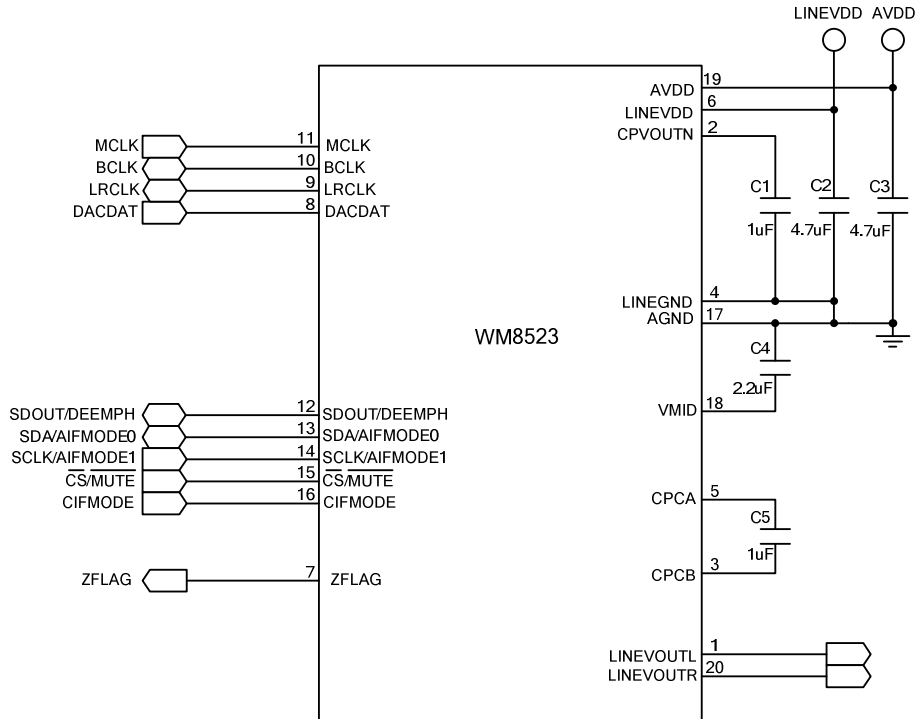 LINEVDD AVDD
MCLK 11 MCLK
BCLK 10 BCLK
LRCLK 9 LRCLK
DACDAT 8 DACDAT
SDOUT/DEEMPH 12 SDOUT/DEEMPH
SDA/AIFMODE0 13 SDA/AIFMODE0
SCLK/AIFMODE1 14 SCLK/AIFMODE1
CS/MUTE 15 CS/MUTE
CIFMODE 16 CIFMODE
ZFLAG 7 ZFLAG
WM8523
AVDD 19
LINEVDD 6
CPVOUTN 2
C1 C2 C3
1uF 4.7uF 4.7uF
LINEGND 4
AGND 17
C4
2.2uF
VMID 18
CPCA 5
C5
1uF
CPCB 3
LINEVOUTL 1
LINEVOUTR 20